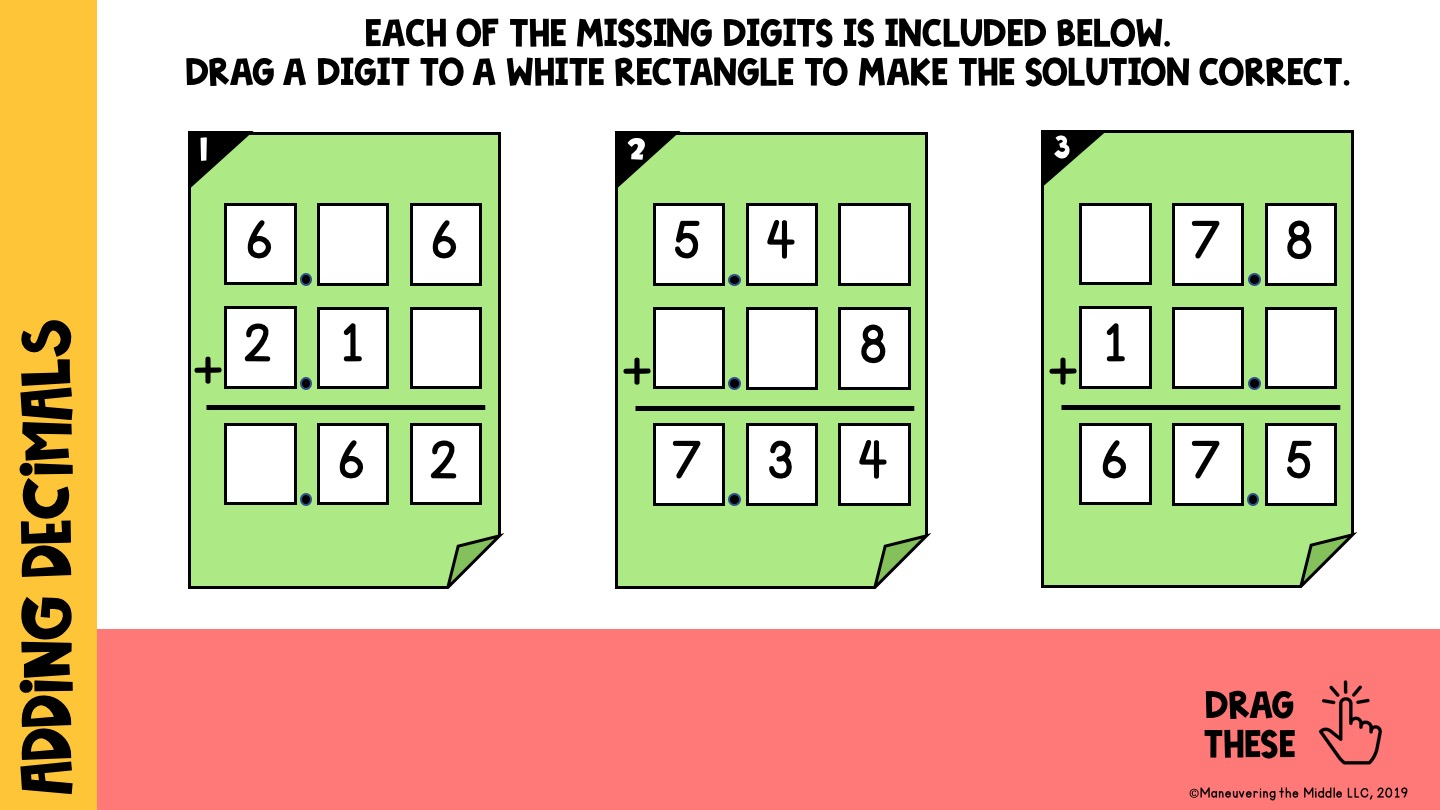 EACH OF THE MISSING DIGITS IS INCLUDED BELOW.
DRAG A DIGIT TO A WHITE RECTANGLE TO MAKE THE SOLUTION CORRECT.
ADDING DECIMALS
1
6 . 6
+ 2 . 1
. 6 2
2
5 . 4
+ . 8
7 . 3 4
3
7 . 8
+ 1 .
6 7 . 5
DRAG
THESE
©Maneuvering the Middle LLC, 2019